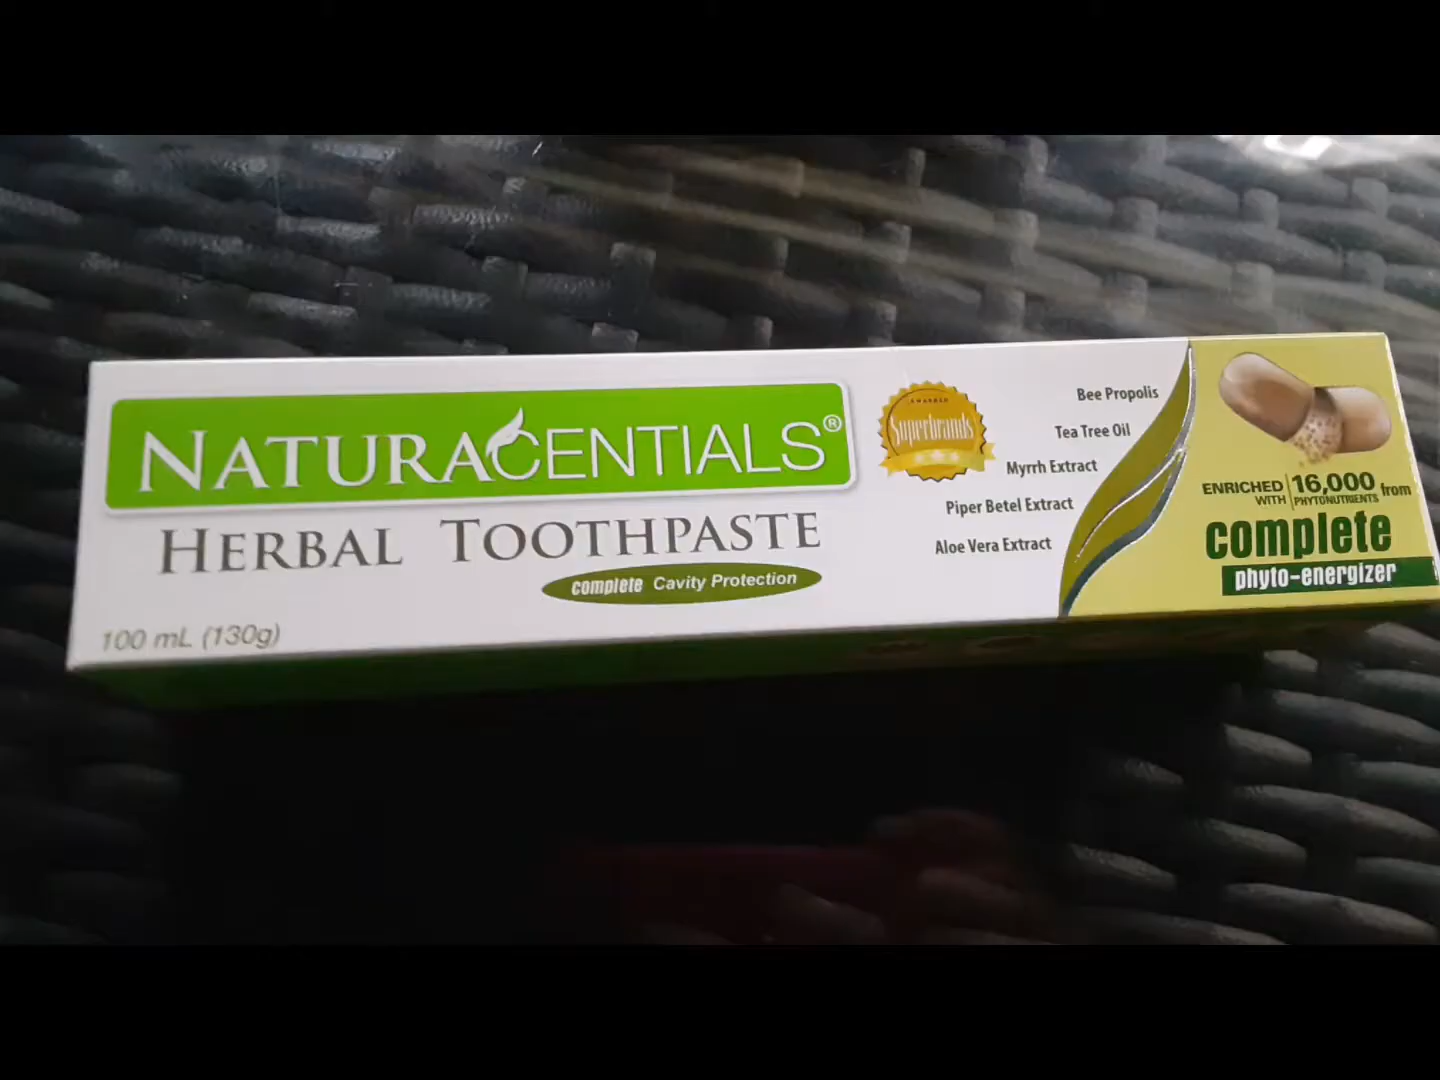 NATURACENTIALS®
HERBAL TOOTHPASTE
complete Cavity Protection
100 mL (130g)
AWARDED
Superbrands
Bee Propolis
Tea Tree Oil
Myrrh Extract
Piper Betel Extract
Aloe Vera Extract
ENRICHED WITH 16,000 PHYTONUTRIENTS from
complete
phyto-energizer